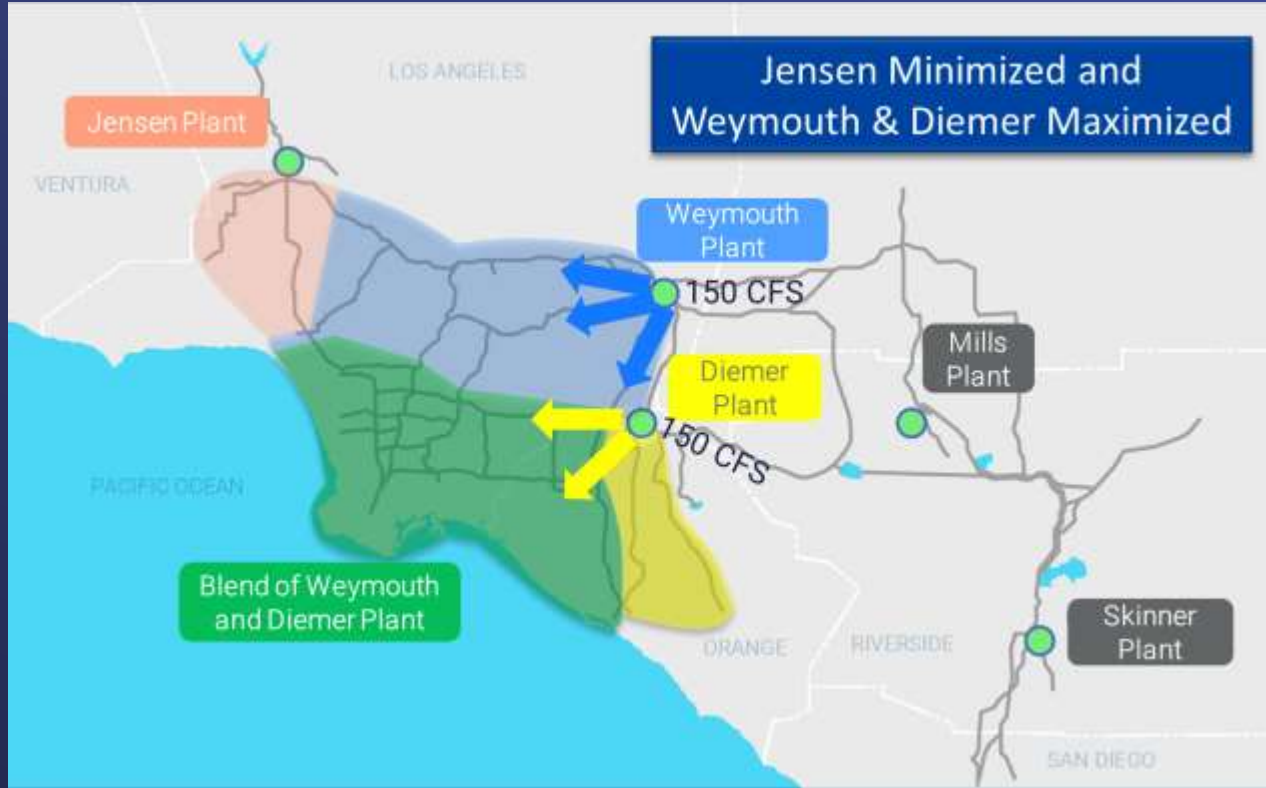 Jensen Minimized and
Weymouth & Diemer Maximized
LOS ANGELES
Jensen Plant
VENTURA
Weymouth
Plant
150 CFS
Mills
Plant
Diemer
Plant
150 CFS
PACIFIC OCEAN
Blend of Weymouth
and Diemer Plant
Skinner
Plant
ORANGE
RIVERSIDE
SAN DIEGO